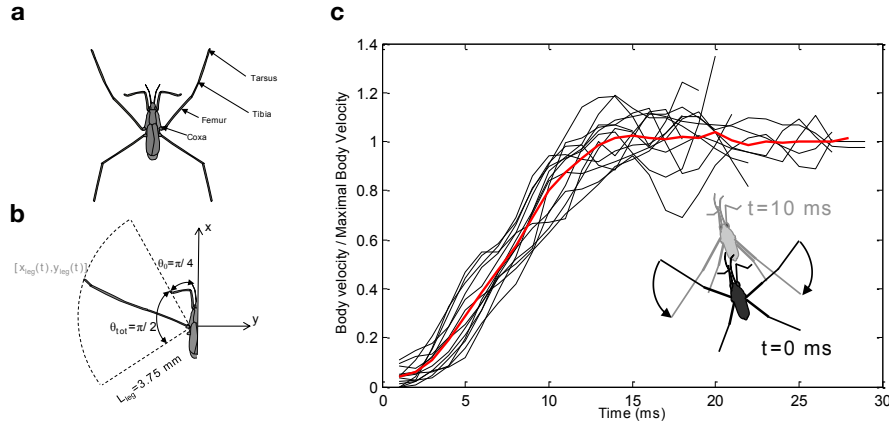 a
Tarsus
Tibia
Femur
Coxa
b
x
[x_leg(t),y_leg(t)]
θ₀=π/ 4
y
θ_tot=π/ 2
L_leg=3.75 mm
c
Body velocity / Maximal Body Velocity
1.4
1.2
1
0.8
0.6
0.4
0.2
0
t=10 ms
t=0 ms
0 5 10 15 20 25 30
Time (ms)